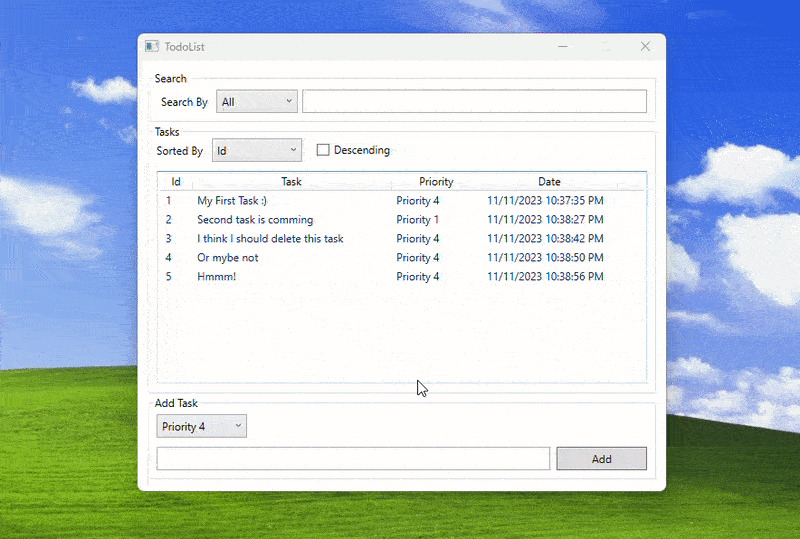 TodoList
Search
Search By All
Tasks
Sorted By Id Descending
Id Task Priority Date
1 My First Task :) Priority 4 11/11/2023 10:37:35 PM
2 Second task is comming Priority 1 11/11/2023 10:38:27 PM
3 I think I should delete this task Priority 4 11/11/2023 10:38:42 PM
4 Or mybe not Priority 4 11/11/2023 10:38:50 PM
5 Hmmm! Priority 4 11/11/2023 10:38:56 PM
Add Task
Priority 4
Add